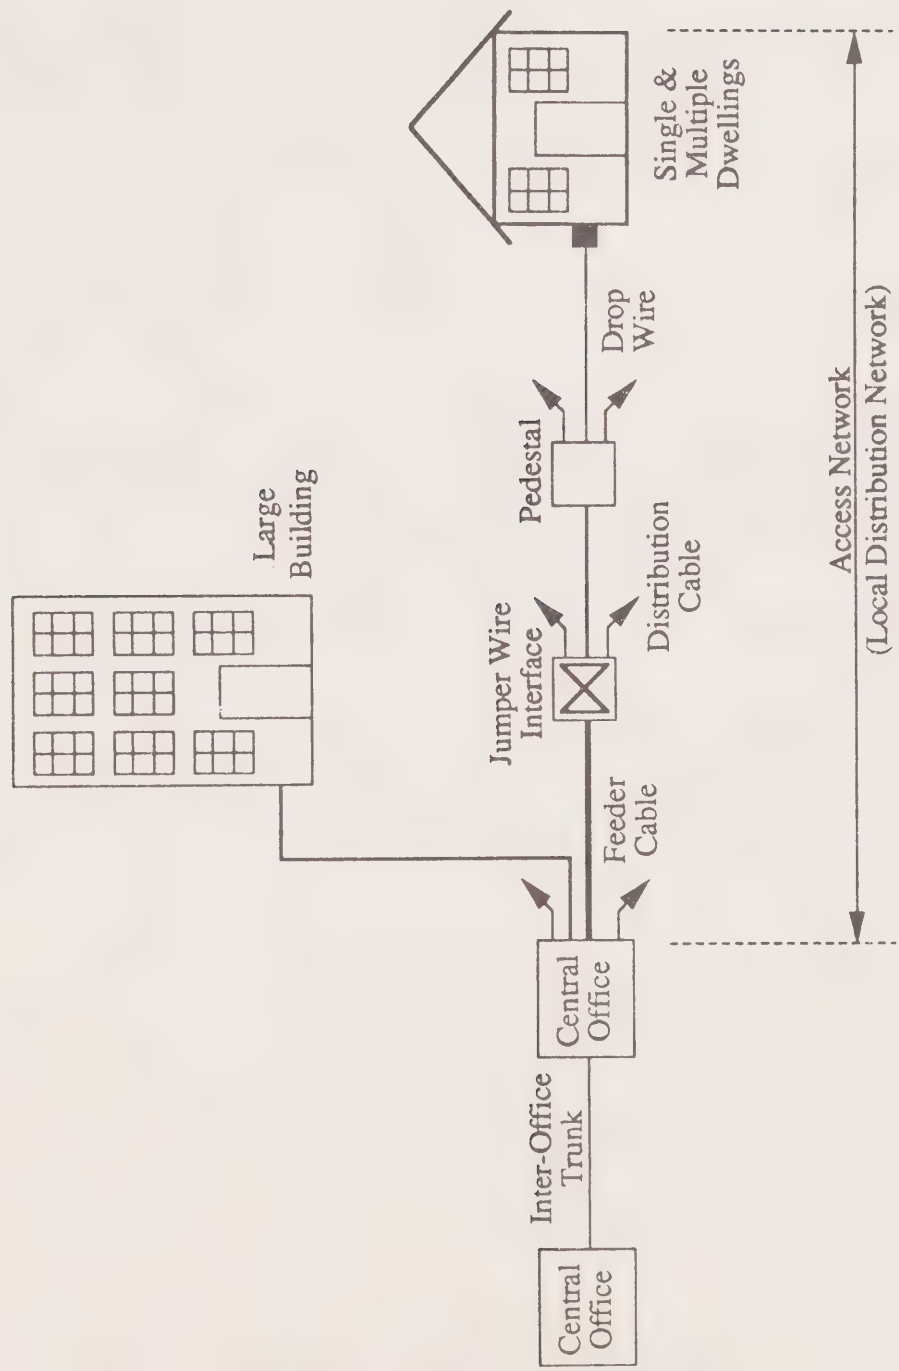 Large
Building
Central
Office
Inter-Office
Trunk
Central
Office
Feeder
Cable
Jumper Wire
Interface
Distribution
Cable
Pedestal
Drop
Wire
Single &
Multiple
Dwellings
Access Network
(Local Distribution Network)